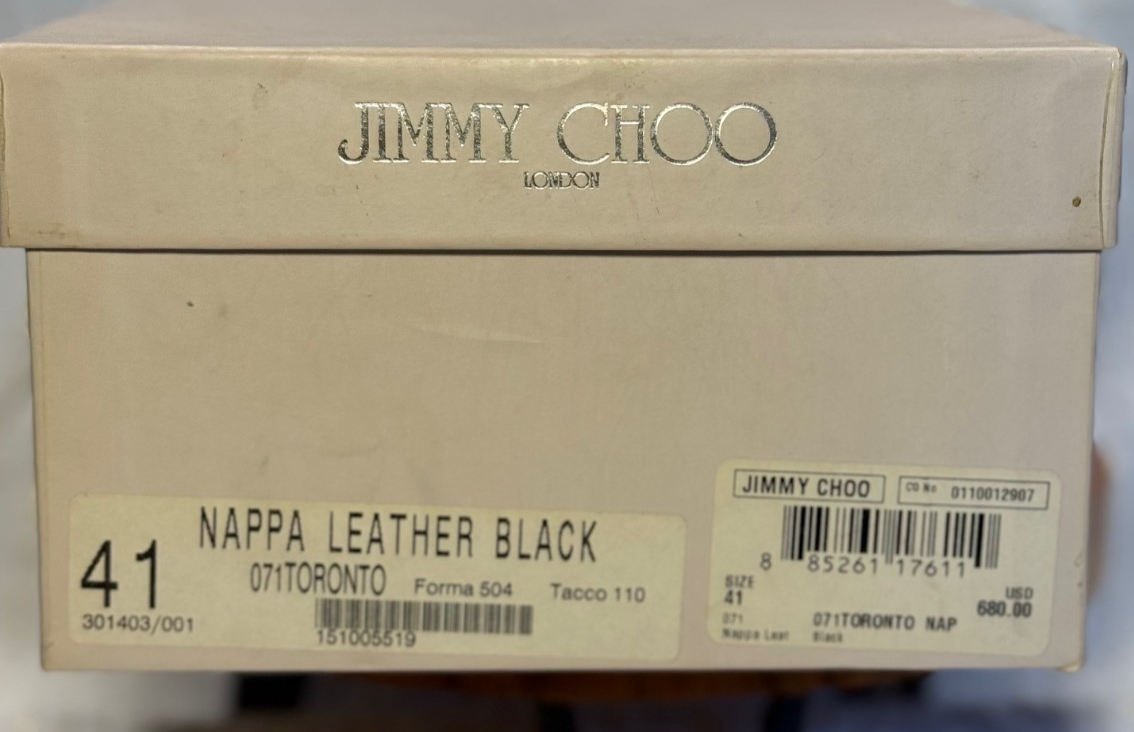 JIMMY CHOO
LONDON
NAPPA LEATHER BLACK
41
071TORONTO Forma 504 Tacco 110
301403/001
151005519
JIMMY CHOO CO No 0110012907
8 85261 17611
SIZE
41
USD
680.00
071 071TORONTO NAP
Nappa Leat Black